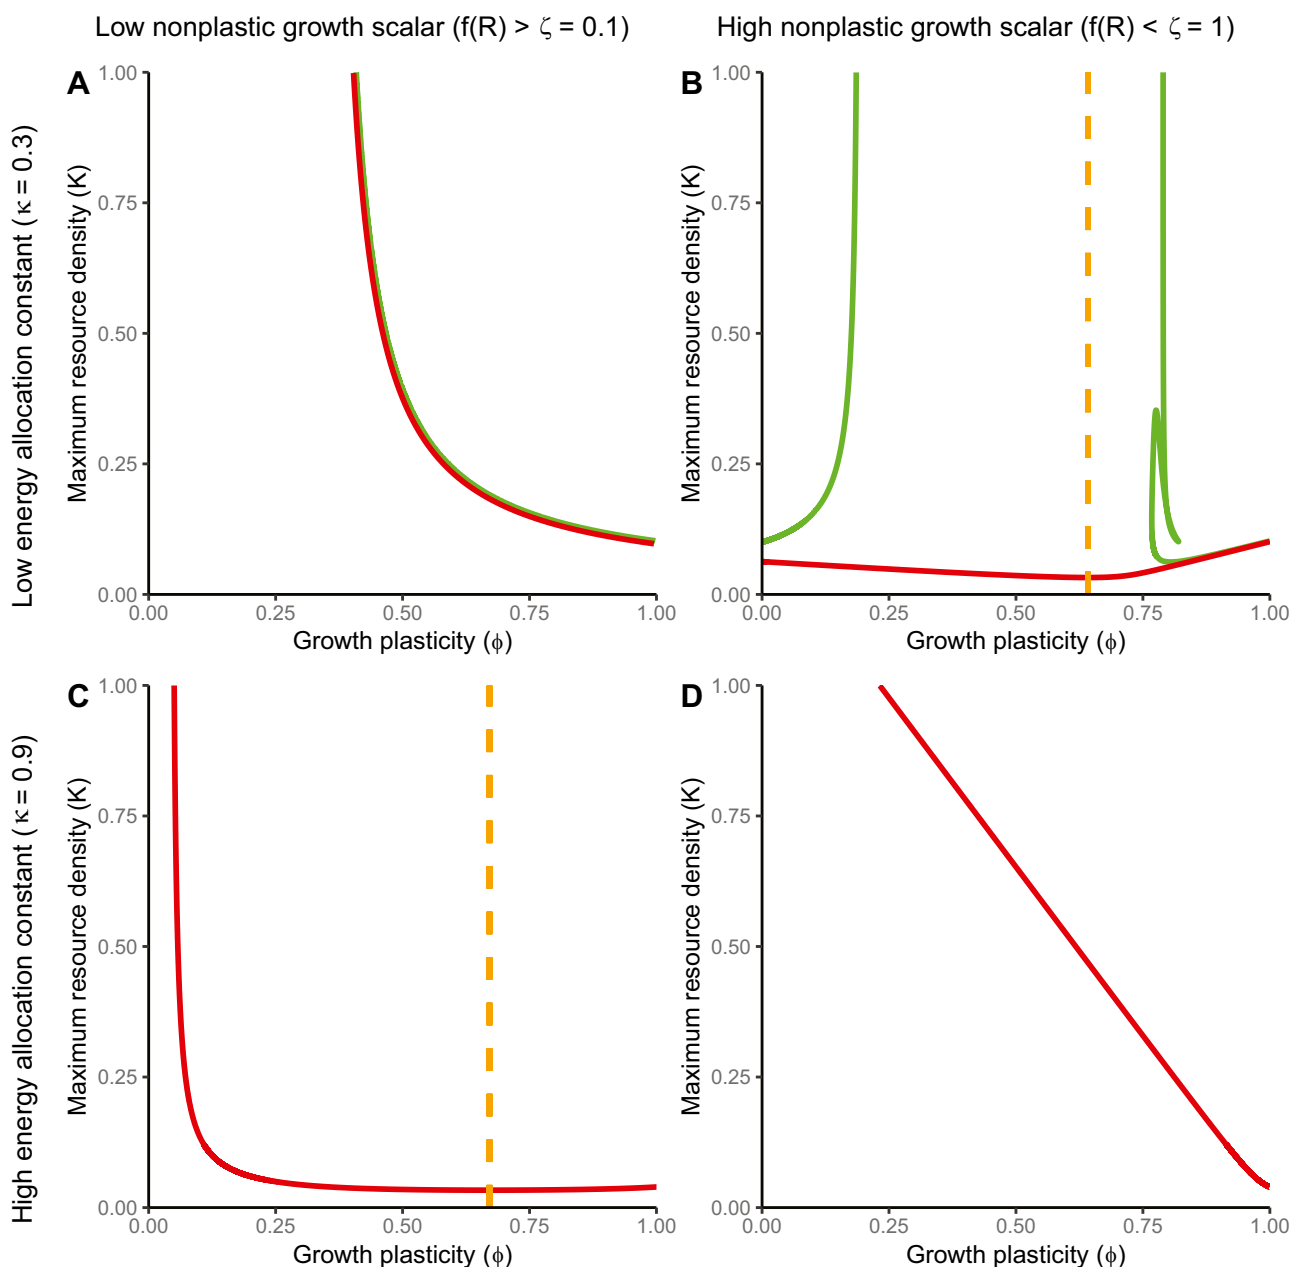 Low nonplastic growth scalar (f(R) > ζ = 0.1)
High nonplastic growth scalar (f(R) < ζ = 1)
Low energy allocation constant (κ = 0.3)
A
Maximum resource density (K)
1.00
0.75
0.50
0.25
0.00
0.00 0.25 0.50 0.75 1.00
Growth plasticity (ϕ)
B
Maximum resource density (K)
1.00
0.75
0.50
0.25
0.00
0.00 0.25 0.50 0.75 1.00
Growth plasticity (ϕ)
High energy allocation constant (κ = 0.9)
C
Maximum resource density (K)
1.00
0.75
0.50
0.25
0.00
0.00 0.25 0.50 0.75 1.00
Growth plasticity (ϕ)
D
Maximum resource density (K)
1.00
0.75
0.50
0.25
0.00
0.00 0.25 0.50 0.75 1.00
Growth plasticity (ϕ)